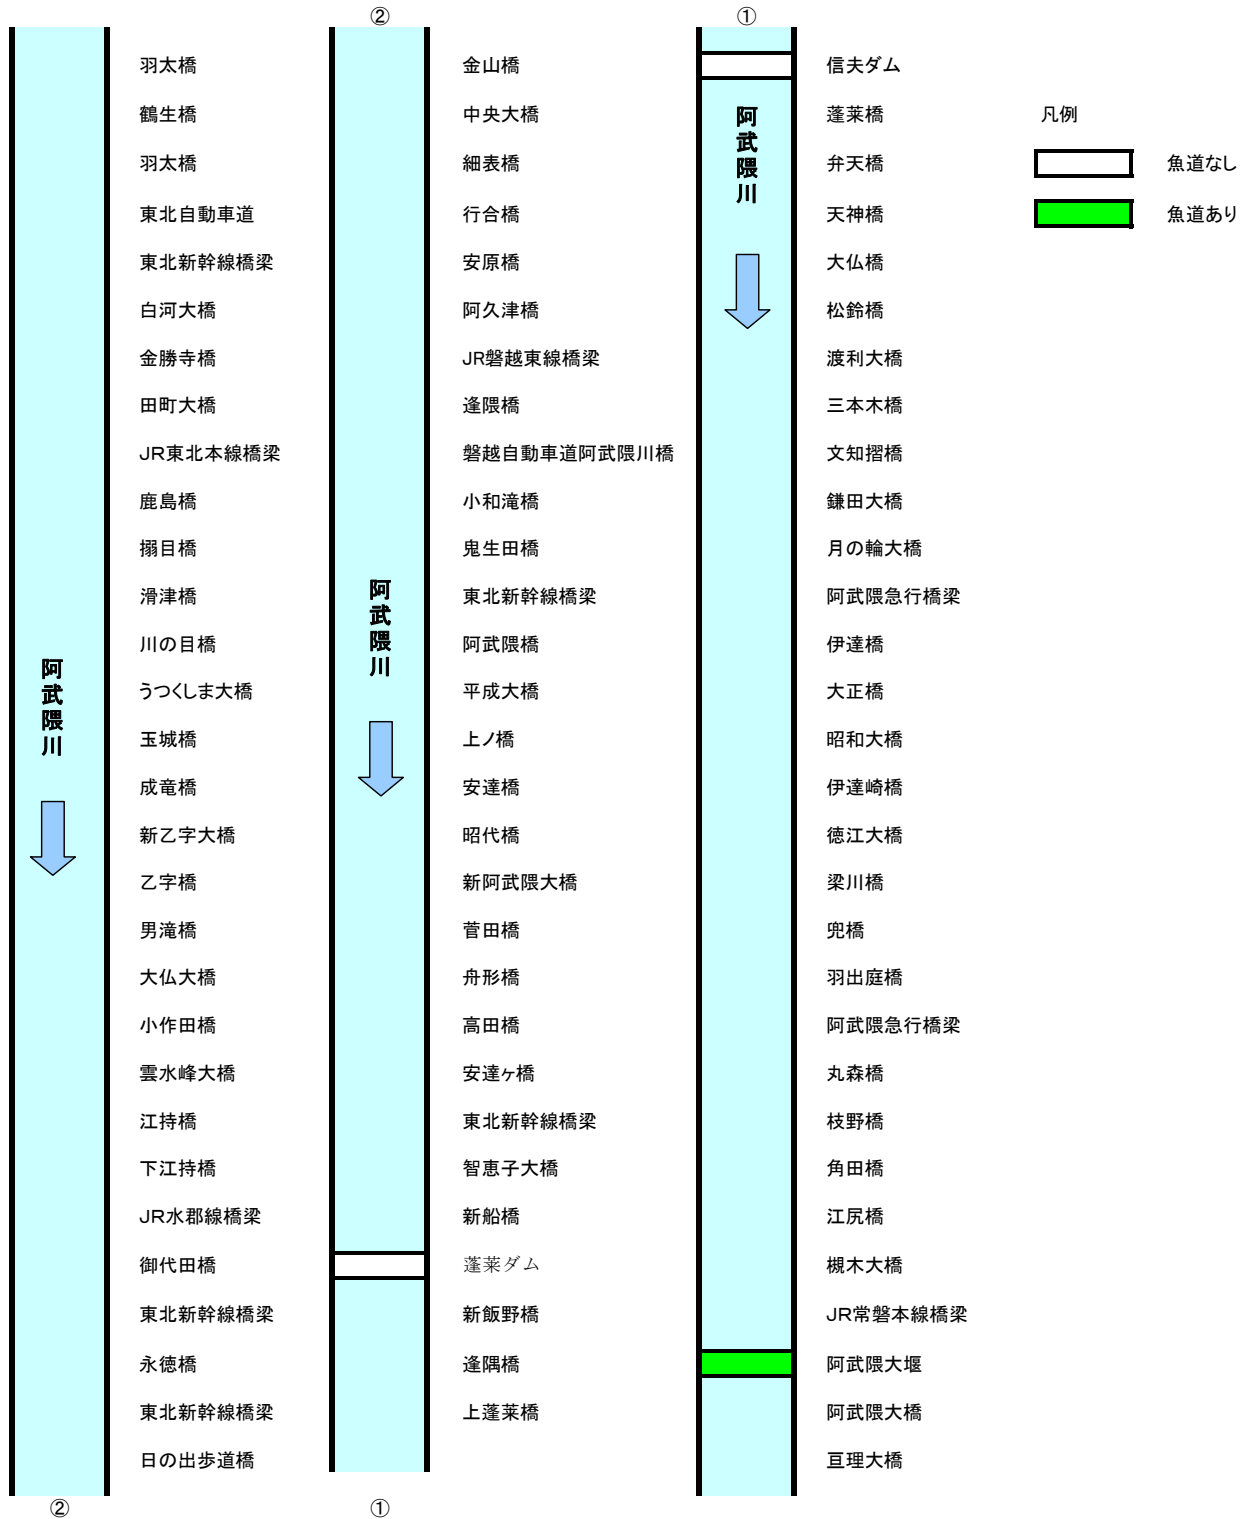 羽太橋
鶴生橋
羽太橋
東北自動車道
東北新幹線橋梁
白河大橋
金勝寺橋
田町大橋
JR東北本線橋梁
鹿島橋
搦目橋
滑津橋
川の目橋
うつくしま大橋
玉城橋
成竜橋
新乙字大橋
乙字橋
男滝橋
大仏大橋
小作田橋
雲水峰大橋
江持橋
下江持橋
JR水郡線橋梁
御代田橋
東北新幹線橋梁
永徳橋
東北新幹線橋梁
日の出歩道橋
阿武隈川
②
②
金山橋
中央大橋
細表橋
行合橋
安原橋
阿久津橋
JR磐越東線橋梁
逢隈橋
磐越自動車道阿武隈川橋
小和滝橋
鬼生田橋
東北新幹線橋梁
阿武隈橋
平成大橋
上ノ橋
安達橋
昭代橋
新阿武隈大橋
菅田橋
舟形橋
高田橋
安達ヶ橋
東北新幹線橋梁
智恵子大橋
新船橋
蓬莱ダム
新飯野橋
逢隅橋
上蓬莱橋
阿武隈川
①
①
信夫ダム
蓬莱橋
弁天橋
天神橋
大仏橋
松鈴橋
渡利大橋
三本木橋
文知摺橋
鎌田大橋
月の輪大橋
阿武隈急行橋梁
伊達橋
大正橋
昭和大橋
伊達崎橋
徳江大橋
梁川橋
兜橋
羽出庭橋
阿武隈急行橋梁
丸森橋
枝野橋
角田橋
江尻橋
槻木大橋
JR常磐本線橋梁
阿武隈大堰
阿武隈大橋
亘理大橋
阿武隈川
凡例
魚道なし
魚道あり